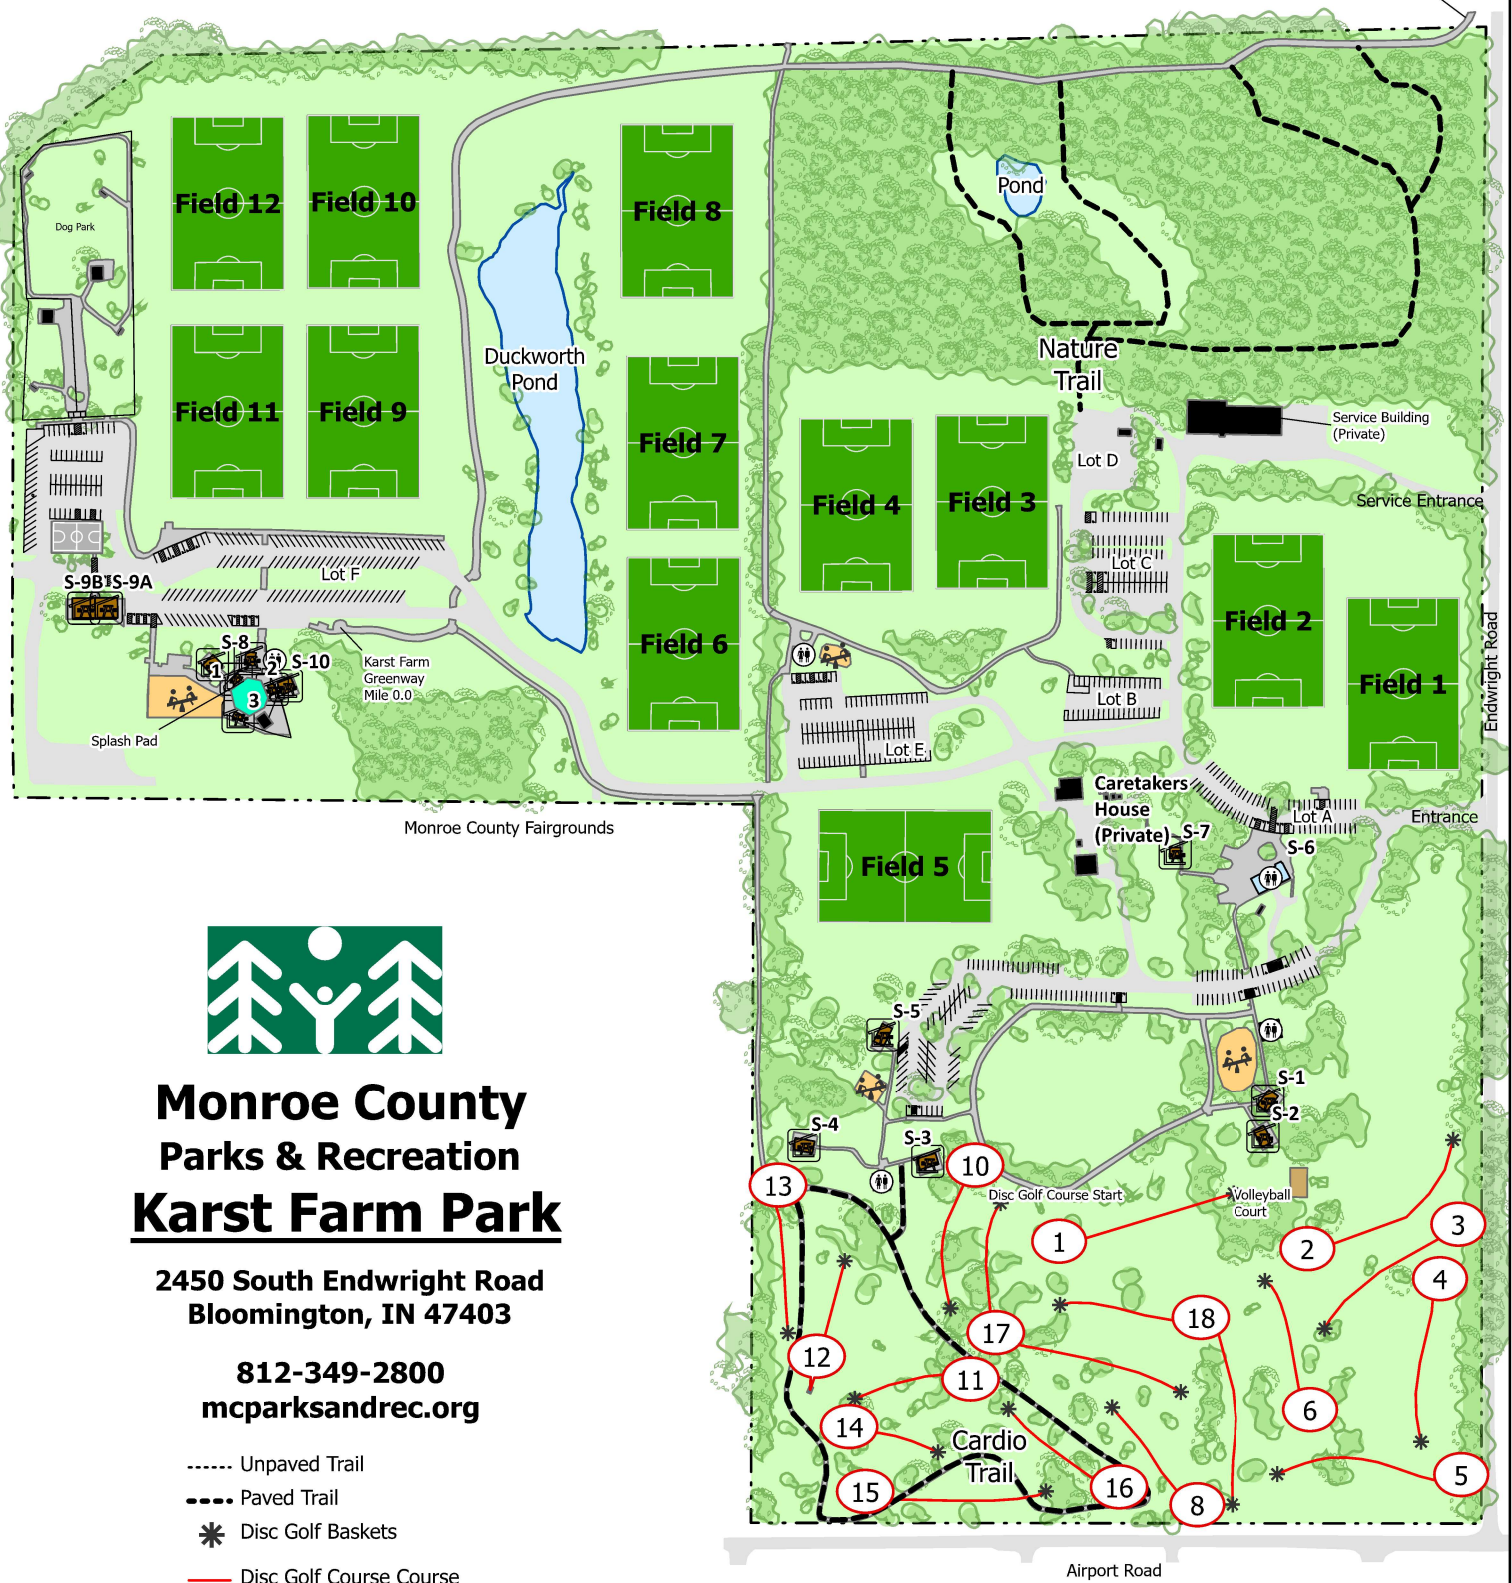 Dog Park
Field 12
Field 10
Field 8
Pond
Field 11
Field 9
Duckworth
Pond
Field 7
Nature
Trail
Service Building
(Private)
Field 4
Field 3
Lot D
Service Entrance
Lot C
Lot F
S-9B
S-9A
Field 6
Field 2
Field 1
Endwright Road
S-8
S-10
1
2
3
Karst Farm
Greenway
Mile 0.0
Splash Pad
Lot B
Lot E
Caretakers
House
(Private)
S-7
Lot A
Entrance
S-6
Monroe County Fairgrounds
Field 5
S-5
S-1
S-2
S-4
S-3
10
13
Disc Golf Course Start
Volleyball
Court
1
2
3
4
18
17
12
11
6
14
Cardio
Trail
15
16
8
5
Airport Road
Monroe County
Parks & Recreation
Karst Farm Park
2450 South Endwright Road
Bloomington, IN 47403
812-349-2800
mcparksandrec.org
Unpaved Trail
Paved Trail
Disc Golf Baskets
Disc Golf Course Course